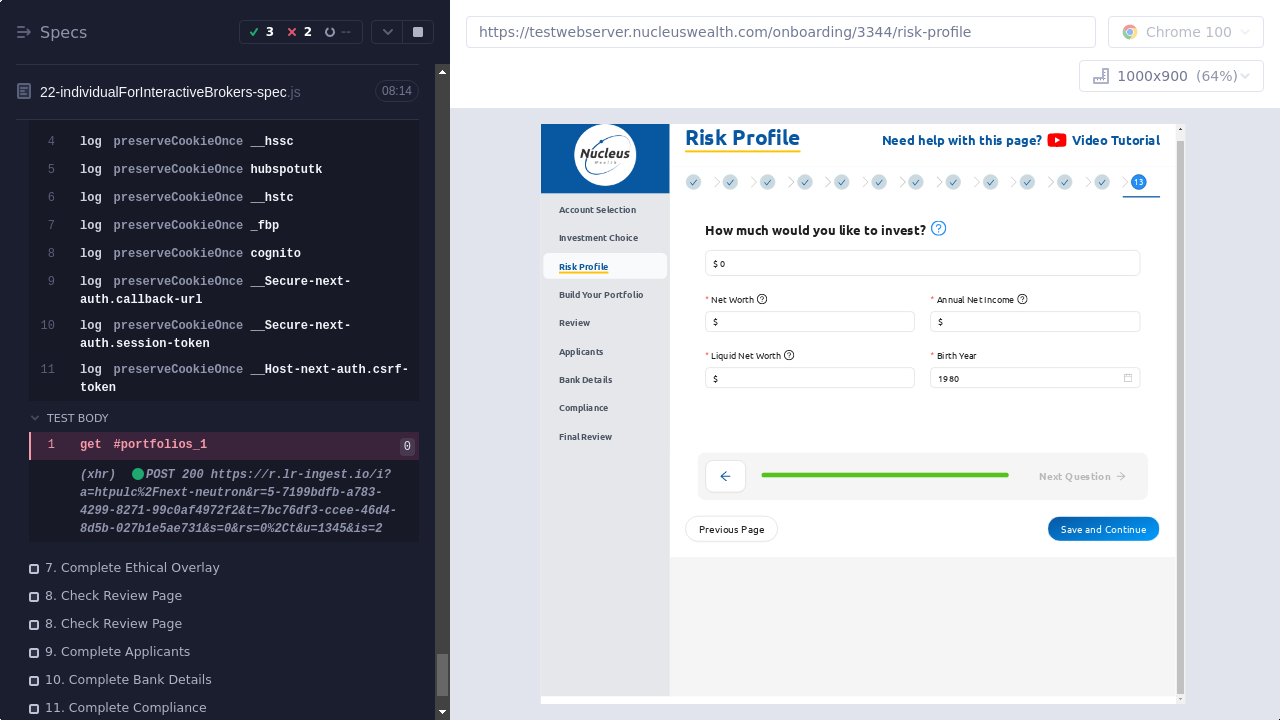 Specs
3
2
--
22-individualForInteractiveBrokers-spec.js
08:14
4 log preserveCookieOnce __hssc
5 log preserveCookieOnce hubspotutk
6 log preserveCookieOnce __hstc
7 log preserveCookieOnce _fbp
8 log preserveCookieOnce cognito
9 log preserveCookieOnce __Secure-next-
auth.callback-url
10 log preserveCookieOnce __Secure-next-
auth.session-token
11 log preserveCookieOnce __Host-next-auth.csrf-
token
TEST BODY
1 get #portfolios_1 0
(xhr) POST 200 https://r.lr-ingest.io/i?
a=htpulc%2Fnext-neutron&r=5-7199bdfb-a783-
4299-8271-99c0af4972f2&t=7bc76df3-ccee-46d4-
8d5b-027b1e5ae731&s=0&rs=0%2Ct&u=1345&is=2
7. Complete Ethical Overlay
8. Check Review Page
8. Check Review Page
9. Complete Applicants
10. Complete Bank Details
11. Complete Compliance
https://testwebserver.nucleuswealth.com/onboarding/3344/risk-profile
Chrome 100
1000x900 (64%)
Nucleus
Wealth
Account Selection
Investment Choice
Risk Profile
Build Your Portfolio
Review
Applicants
Bank Details
Compliance
Final Review
Risk Profile
Need help with this page? Video Tutorial
13
How much would you like to invest?
$ 0
* Net Worth
* Annual Net Income
$
$
* Liquid Net Worth
* Birth Year
$
1980
Next Question
Previous Page
Save and Continue